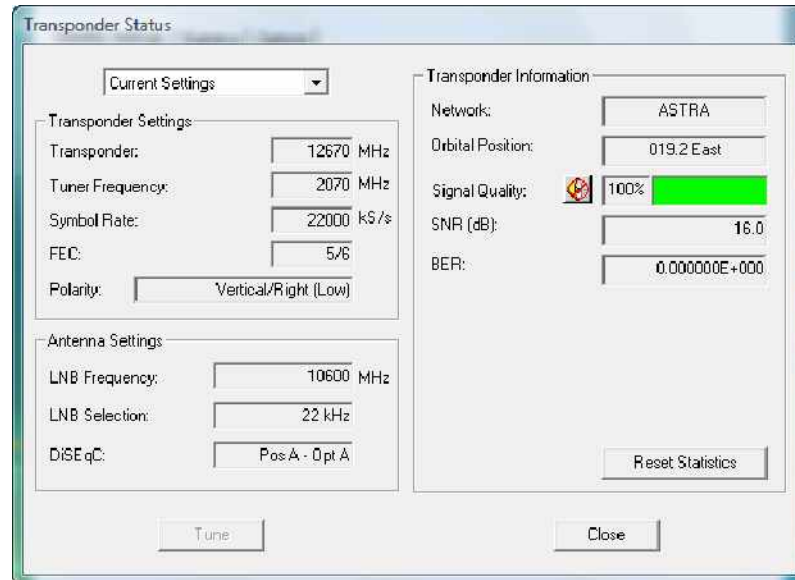 Transponder Status
Current Settings
Transponder Settings
Transponder: 12670 MHz
Tuner Frequency: 2070 MHz
Symbol Rate: 22000 kS/s
FEC: 5/6
Polarity: Vertical/Right (Low)
Antenna Settings
LNB Frequency: 10600 MHz
LNB Selection: 22 kHz
DiSEqC: Pos A - Opt A
Tune
Transponder Information
Network: ASTRA
Orbital Position: 019.2 East
Signal Quality: 100%
SNR (dB): 16.0
BER: 0.000000E+000
Reset Statistics
Close